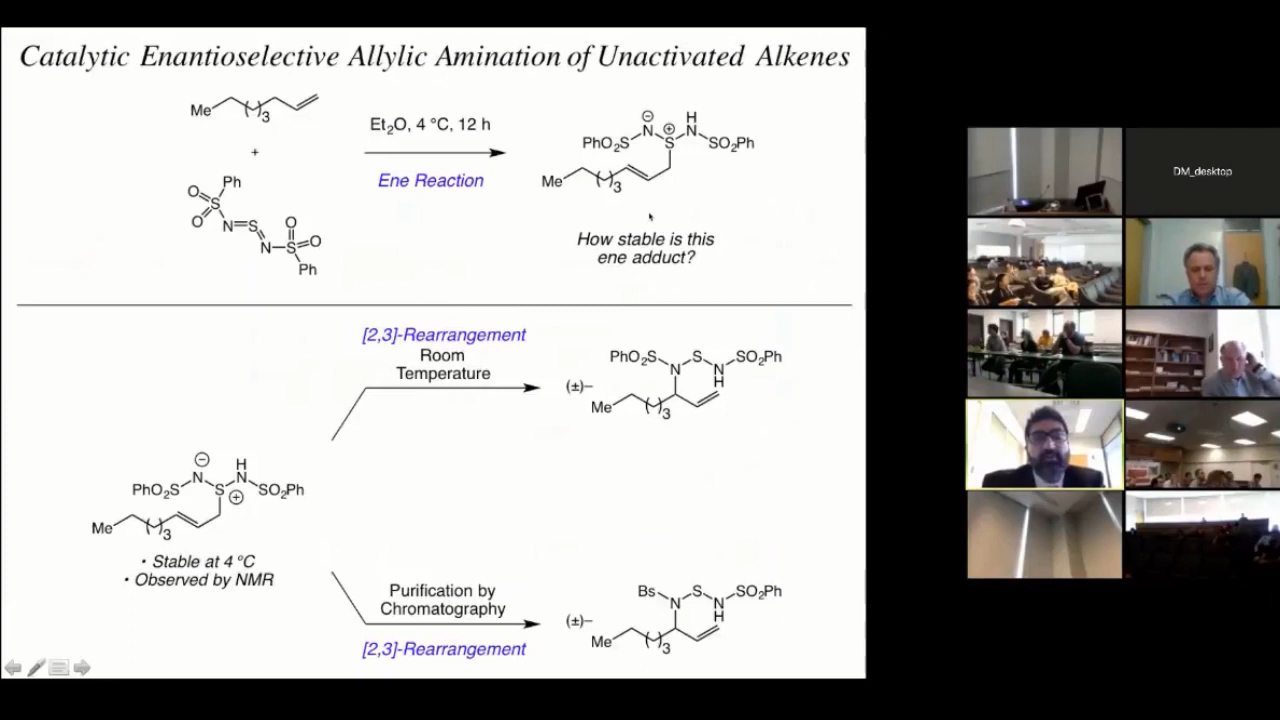 Catalytic Enantioselective Allylic Amination of Unactivated Alkenes
Me
3
+
Ph
O
S
O
N
S
N
O
S
O
Ph
Et2O, 4 °C, 12 h
Ene Reaction
⊖
H
PhO2S
N
S
⊕
N
SO2Ph
Me
3
How stable is this
ene adduct?
[2,3]-Rearrangement
Room
Temperature
PhO2S
N
S
N
H
SO2Ph
(±)–
Me
3
⊖
H
PhO2S
N
S
⊕
N
SO2Ph
Me
3
• Stable at 4 °C
• Observed by NMR
Purification by
Chromatography
[2,3]-Rearrangement
Bs
N
S
N
H
SO2Ph
(±)–
Me
3
DM_desktop